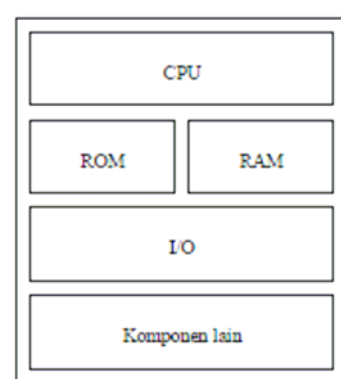 CPU
ROM RAM
I/O
Komponen lain